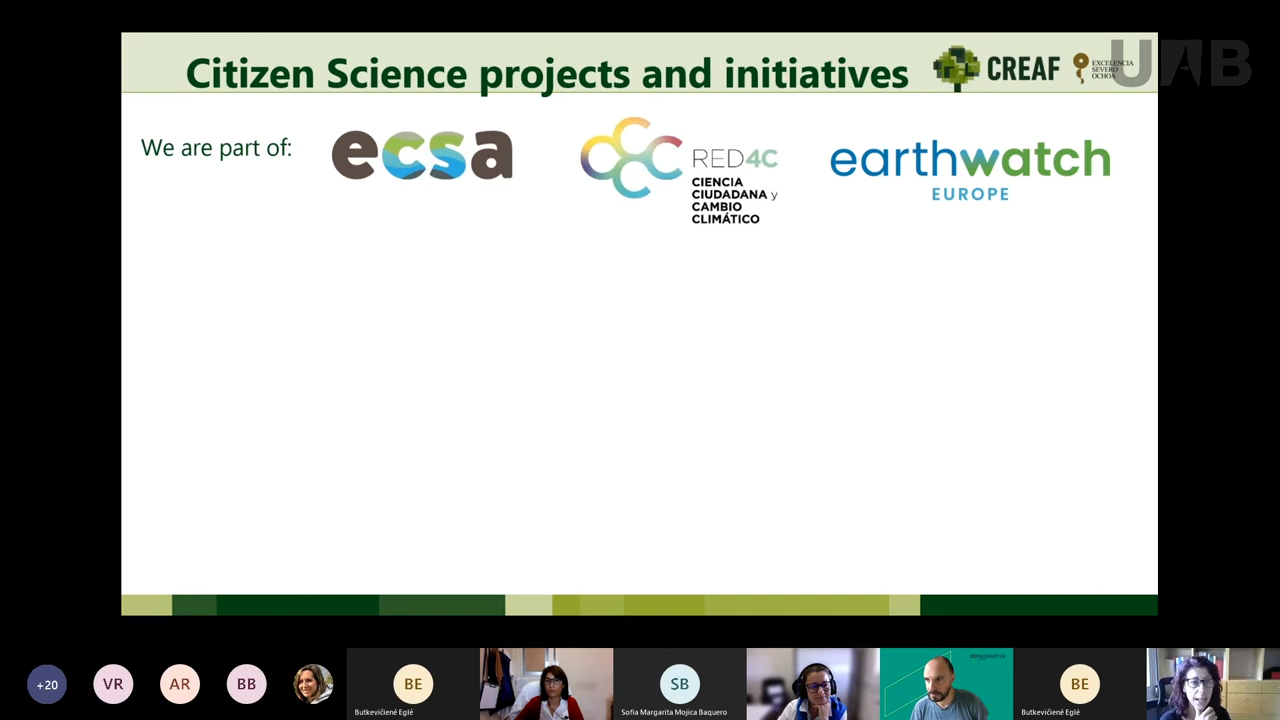 Citizen Science projects and initiatives
CREAF
EXCELENCIA
SEVERO
OCHOA
UAB
We are part of:
ecsa
RED4C
CIENCIA
CIUDADANA y
CAMBIO
CLIMÁTICO
earthwatch
EUROPE
+20
VR
AR
BB
BE
Butkevičienė Eglė
SB
Sofia Margarita Mojica Baquero
BE
Butkevičienė Eglė